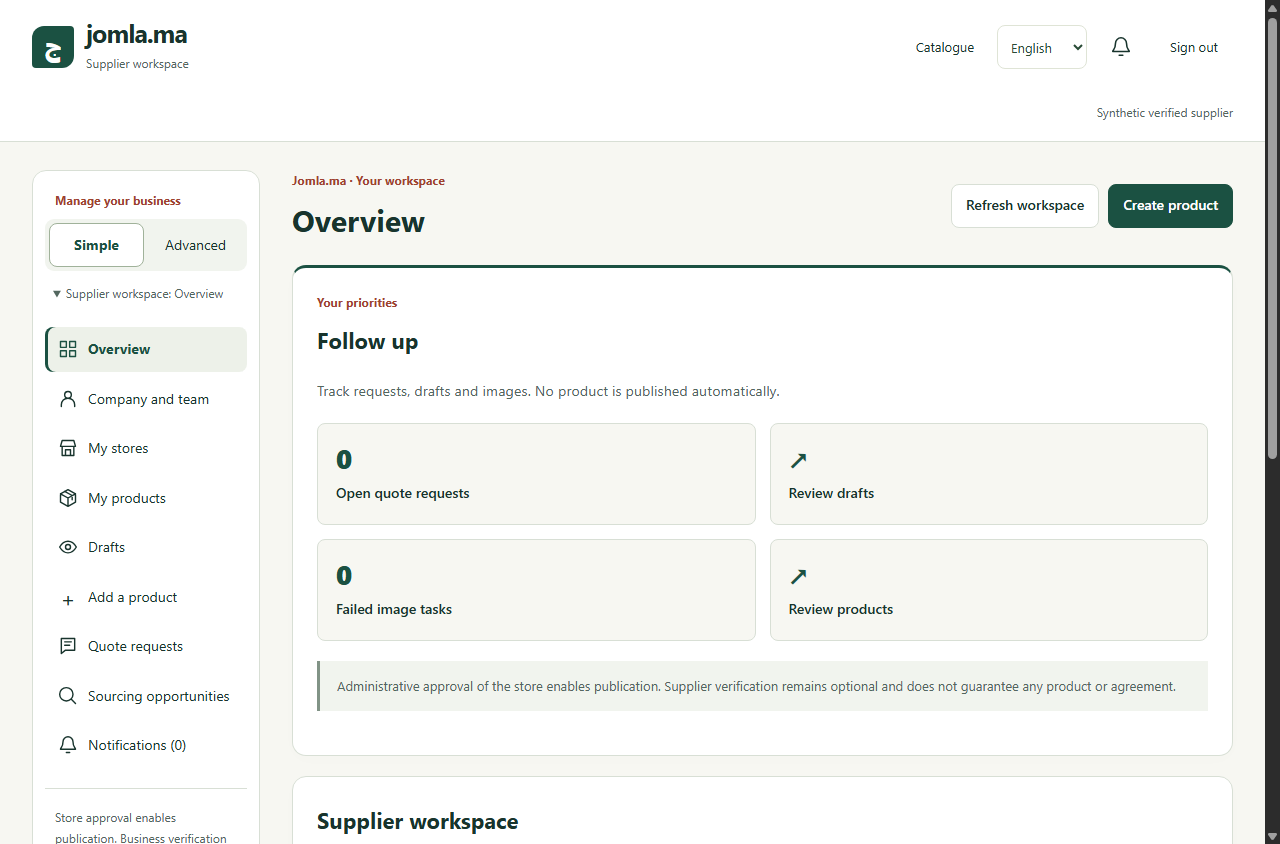 ج
jomla.ma
Supplier workspace
Catalogue
English
Sign out
Synthetic verified supplier
Manage your business
Simple
Advanced
▼ Supplier workspace: Overview
Overview
Company and team
My stores
My products
Drafts
+ Add a product
Quote requests
Sourcing opportunities
Notifications (0)
Store approval enables
publication. Business verification
Jomla.ma · Your workspace
Overview
Refresh workspace
Create product
Your priorities
Follow up
Track requests, drafts and images. No product is published automatically.
0
Open quote requests
↗
Review drafts
0
Failed image tasks
↗
Review products
Administrative approval of the store enables publication. Supplier verification remains optional and does not guarantee any product or agreement.
Supplier workspace